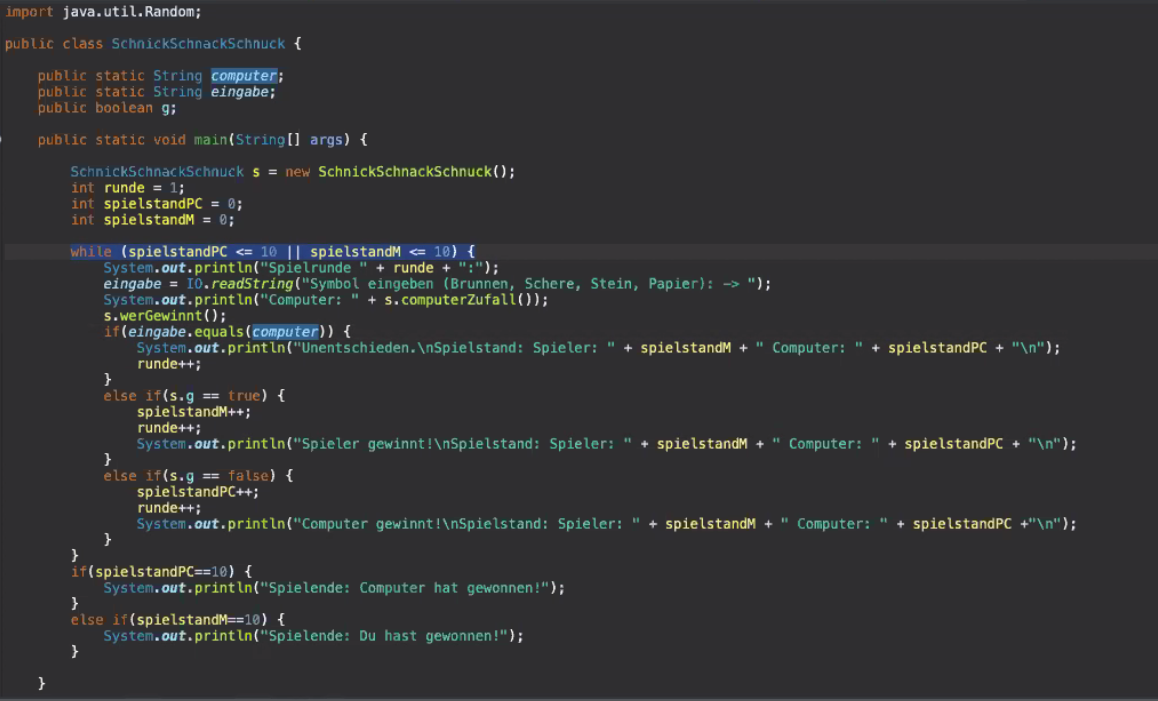 import java.util.Random;
public class SchnickSchnackSchnuck {
public static String computer;
public static String eingabe;
public boolean g;
public static void main(String[] args) {
SchnickSchnackSchnuck s = new SchnickSchnackSchnuck();
int runde = 1;
int spielstandPC = 0;
int spielstandM = 0;
while (spielstandPC <= 10 || spielstandM <= 10) {
System.out.println("Spielrunde " + runde + ":");
eingabe = IO.readString("Symbol eingeben (Brunnen, Schere, Stein, Papier): -> ");
System.out.println("Computer: " + s.computerZufall());
s.werGewinnt();
if(eingabe.equals(computer)) {
System.out.println("Unentschieden.\nSpielstand: Spieler: " + spielstandM + " Computer: " + spielstandPC + "\n");
runde++;
}
else if(s.g == true) {
spielstandM++;
runde++;
System.out.println("Spieler gewinnt!\nSpielstand: Spieler: " + spielstandM + " Computer: " + spielstandPC + "\n");
}
else if(s.g == false) {
spielstandPC++;
runde++;
System.out.println("Computer gewinnt!\nSpielstand: Spieler: " + spielstandM + " Computer: " + spielstandPC +"\n");
}
}
if(spielstandPC==10) {
System.out.println("Spielende: Computer hat gewonnen!");
}
else if(spielstandM==10) {
System.out.println("Spielende: Du hast gewonnen!");
}
}